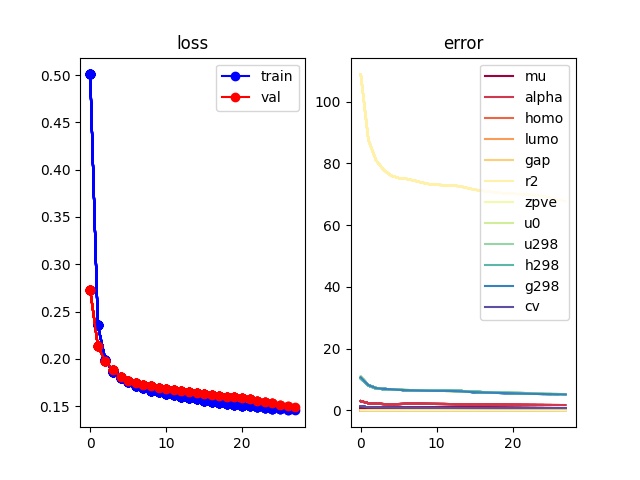 loss
0.50
0.45
0.40
0.35
0.30
0.25
0.20
0.15
0
10
20
train
val
error
100
80
60
40
20
0
0
10
20
mu
alpha
homo
lumo
gap
r2
zpve
u0
u298
h298
g298
cv